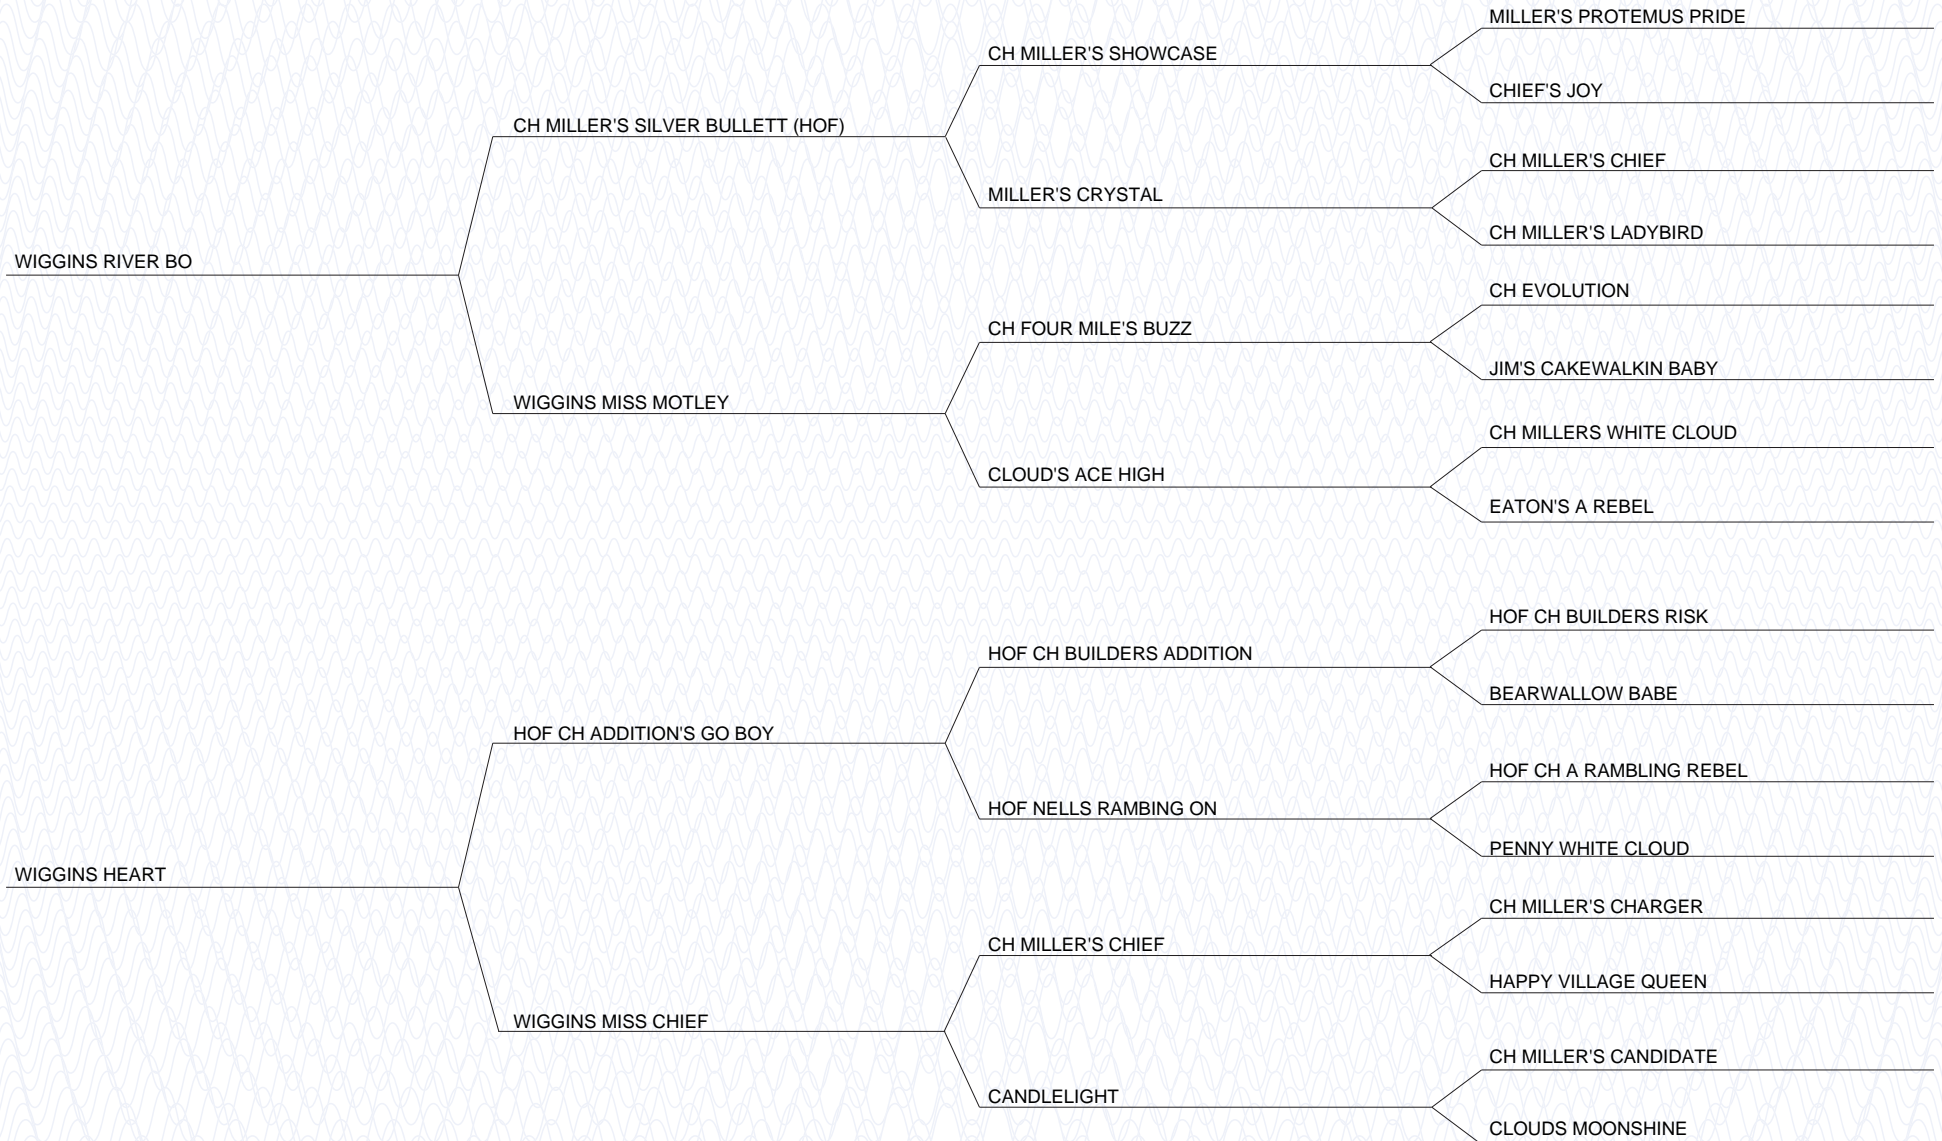 MILLER'S PROTEMUS PRIDE
CH MILLER'S SHOWCASE
CHIEF'S JOY
CH MILLER'S SILVER BULLETT (HOF)
CH MILLER'S CHIEF
MILLER'S CRYSTAL
CH MILLER'S LADYBIRD
WIGGINS RIVER BO
CH EVOLUTION
CH FOUR MILE'S BUZZ
JIM'S CAKEWALKIN BABY
WIGGINS MISS MOTLEY
CH MILLERS WHITE CLOUD
CLOUD'S ACE HIGH
EATON'S A REBEL
HOF CH BUILDERS RISK
HOF CH BUILDERS ADDITION
BEARWALLOW BABE
HOF CH ADDITION'S GO BOY
HOF CH A RAMBLING REBEL
HOF NELLS RAMBING ON
PENNY WHITE CLOUD
WIGGINS HEART
CH MILLER'S CHARGER
CH MILLER'S CHIEF
HAPPY VILLAGE QUEEN
WIGGINS MISS CHIEF
CH MILLER'S CANDIDATE
CANDLELIGHT
CLOUDS MOONSHINE